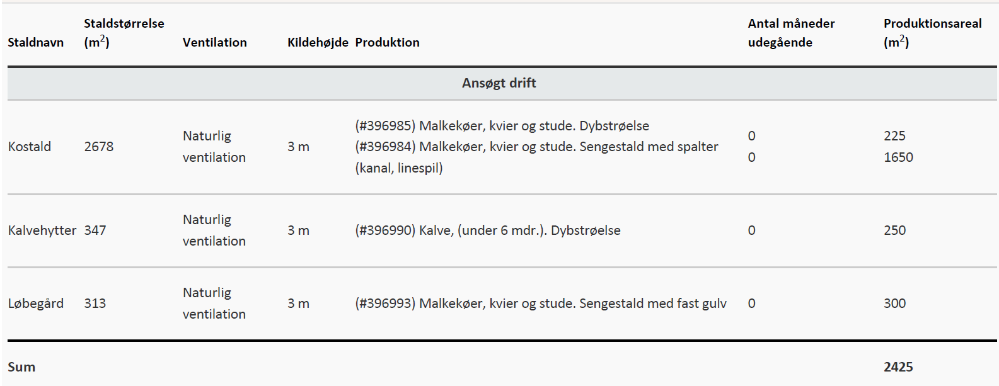 Staldnavn Staldstørrelse (m²) Ventilation Kildehøjde Produktion Antal måneder udegående Produktionsareal (m²)
Ansøgt drift
Kostald 2678 Naturlig ventilation 3 m (#396985) Malkekøer, kvier og stude. Dybstrøelse 0 225
(#396984) Malkekøer, kvier og stude. Sengestald med spalter (kanal, linespil) 0 1650
Kalvehytter 347 Naturlig ventilation 3 m (#396990) Kalve, (under 6 mdr.). Dybstrøelse 0 250
Løbegård 313 Naturlig ventilation 3 m (#396993) Malkekøer, kvier og stude. Sengestald med fast gulv 0 300
Sum 2425